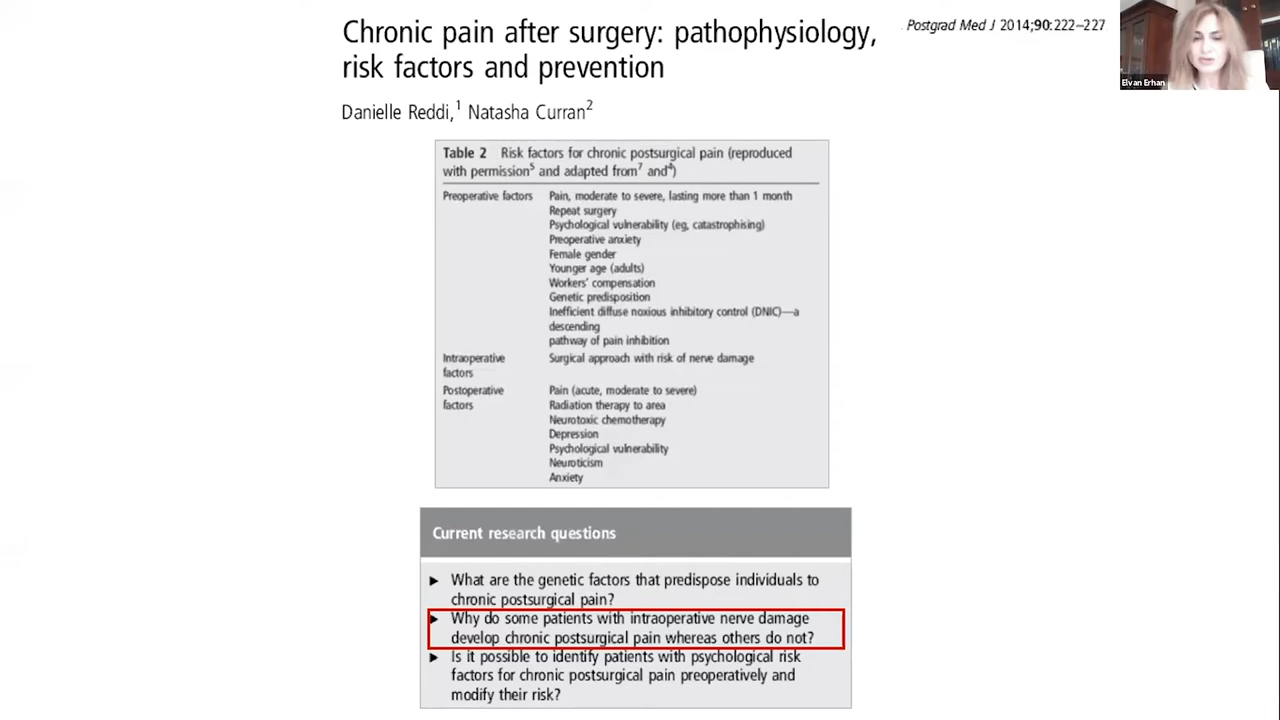 Chronic pain after surgery: pathophysiology,
risk factors and prevention
Postgrad Med J 2014;90:222–227
Elvan Erhan
Danielle Reddi,1 Natasha Curran2
Table 2 Risk factors for chronic postsurgical pain (reproduced
with permission5 and adapted from7 and4)
Preoperative factors Pain, moderate to severe, lasting more than 1 month
Repeat surgery
Psychological vulnerability (eg, catastrophising)
Preoperative anxiety
Female gender
Younger age (adults)
Workers' compensation
Genetic predisposition
Inefficient diffuse noxious inhibitory control (DNIC)—a
descending
pathway of pain inhibition
Intraoperative Surgical approach with risk of nerve damage
factors
Postoperative Pain (acute, moderate to severe)
factors Radiation therapy to area
Neurotoxic chemotherapy
Depression
Psychological vulnerability
Neuroticism
Anxiety
Current research questions
► What are the genetic factors that predispose individuals to
chronic postsurgical pain?
► Why do some patients with intraoperative nerve damage
develop chronic postsurgical pain whereas others do not?
► Is it possible to identify patients with psychological risk
factors for chronic postsurgical pain preoperatively and
modify their risk?